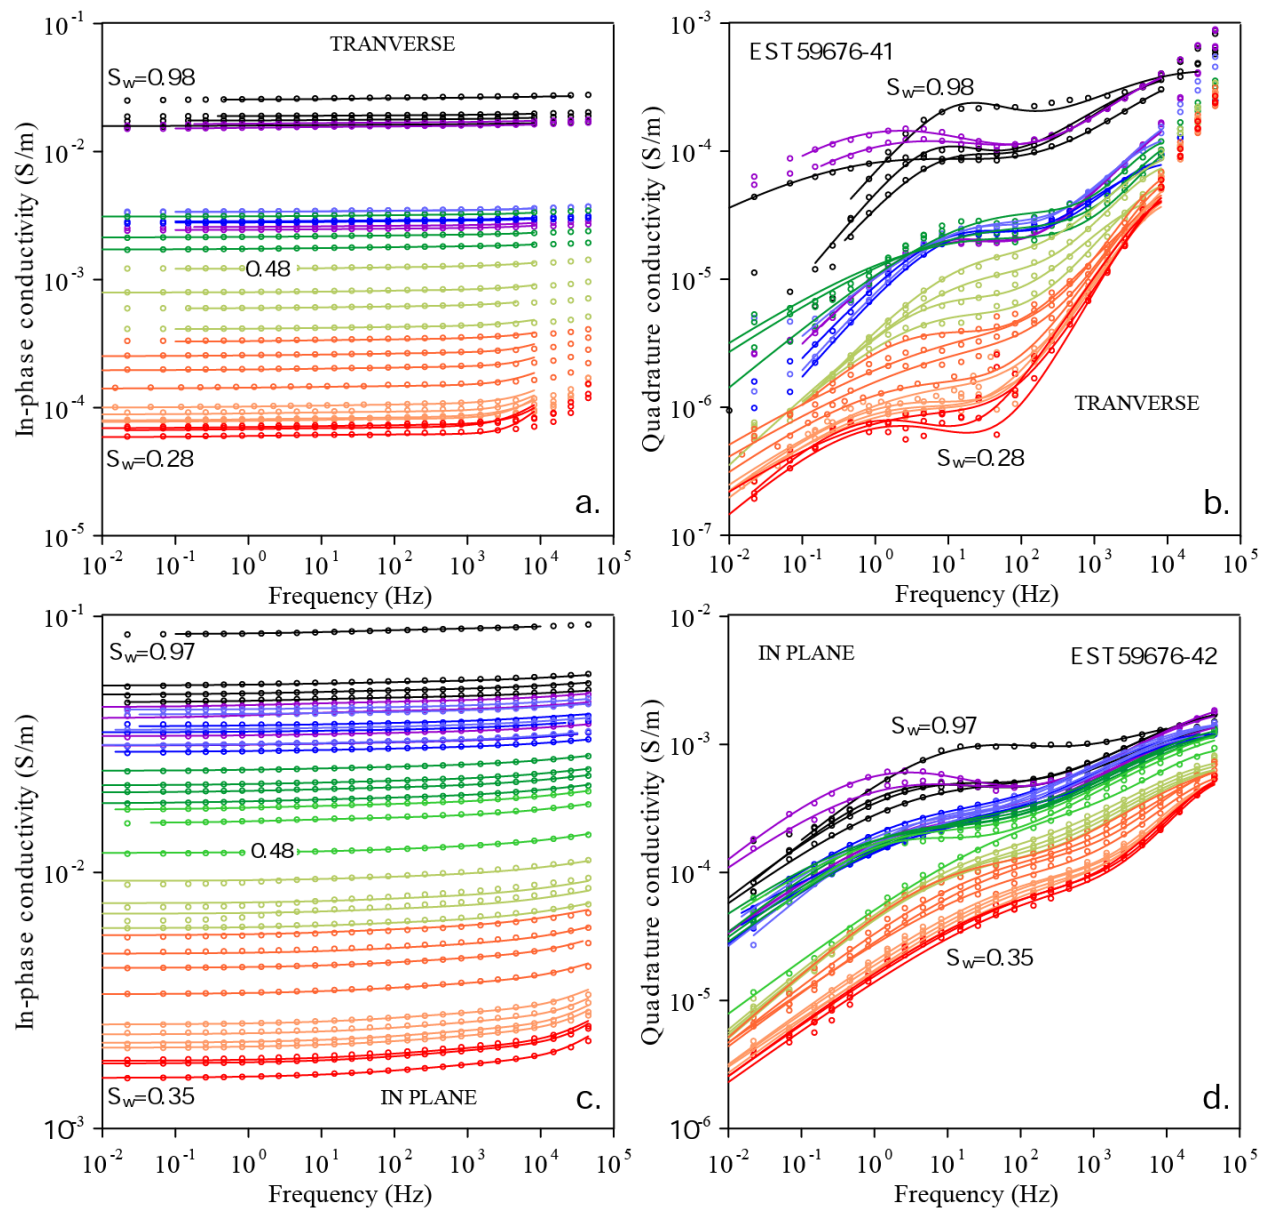 10⁻¹
10⁻²
10⁻³
10⁻⁴
10⁻⁵
In-phase conductivity (S/m)
TRANVERSE
Sw=0.98
0.48
Sw=0.28
a.
10⁻² 10⁻¹ 10⁰ 10¹ 10² 10³ 10⁴ 10⁵
Frequency (Hz)
10⁻³
10⁻⁴
10⁻⁵
10⁻⁶
10⁻⁷
Quadrature conductivity (S/m)
EST59676-41
Sw=0.98
TRANVERSE
Sw=0.28
b.
10⁻² 10⁻¹ 10⁰ 10¹ 10² 10³ 10⁴ 10⁵
Frequency (Hz)
10⁻¹
10⁻²
10⁻³
In-phase conductivity (S/m)
Sw=0.97
0.48
Sw=0.35
IN PLANE
c.
10⁻² 10⁻¹ 10⁰ 10¹ 10² 10³ 10⁴ 10⁵
Frequency (Hz)
10⁻²
10⁻³
10⁻⁴
10⁻⁵
10⁻⁶
Quadrature conductivity (S/m)
IN PLANE
EST59676-42
Sw=0.97
Sw=0.35
d.
10⁻² 10⁻¹ 10⁰ 10¹ 10² 10³ 10⁴ 10⁵
Frequency (Hz)